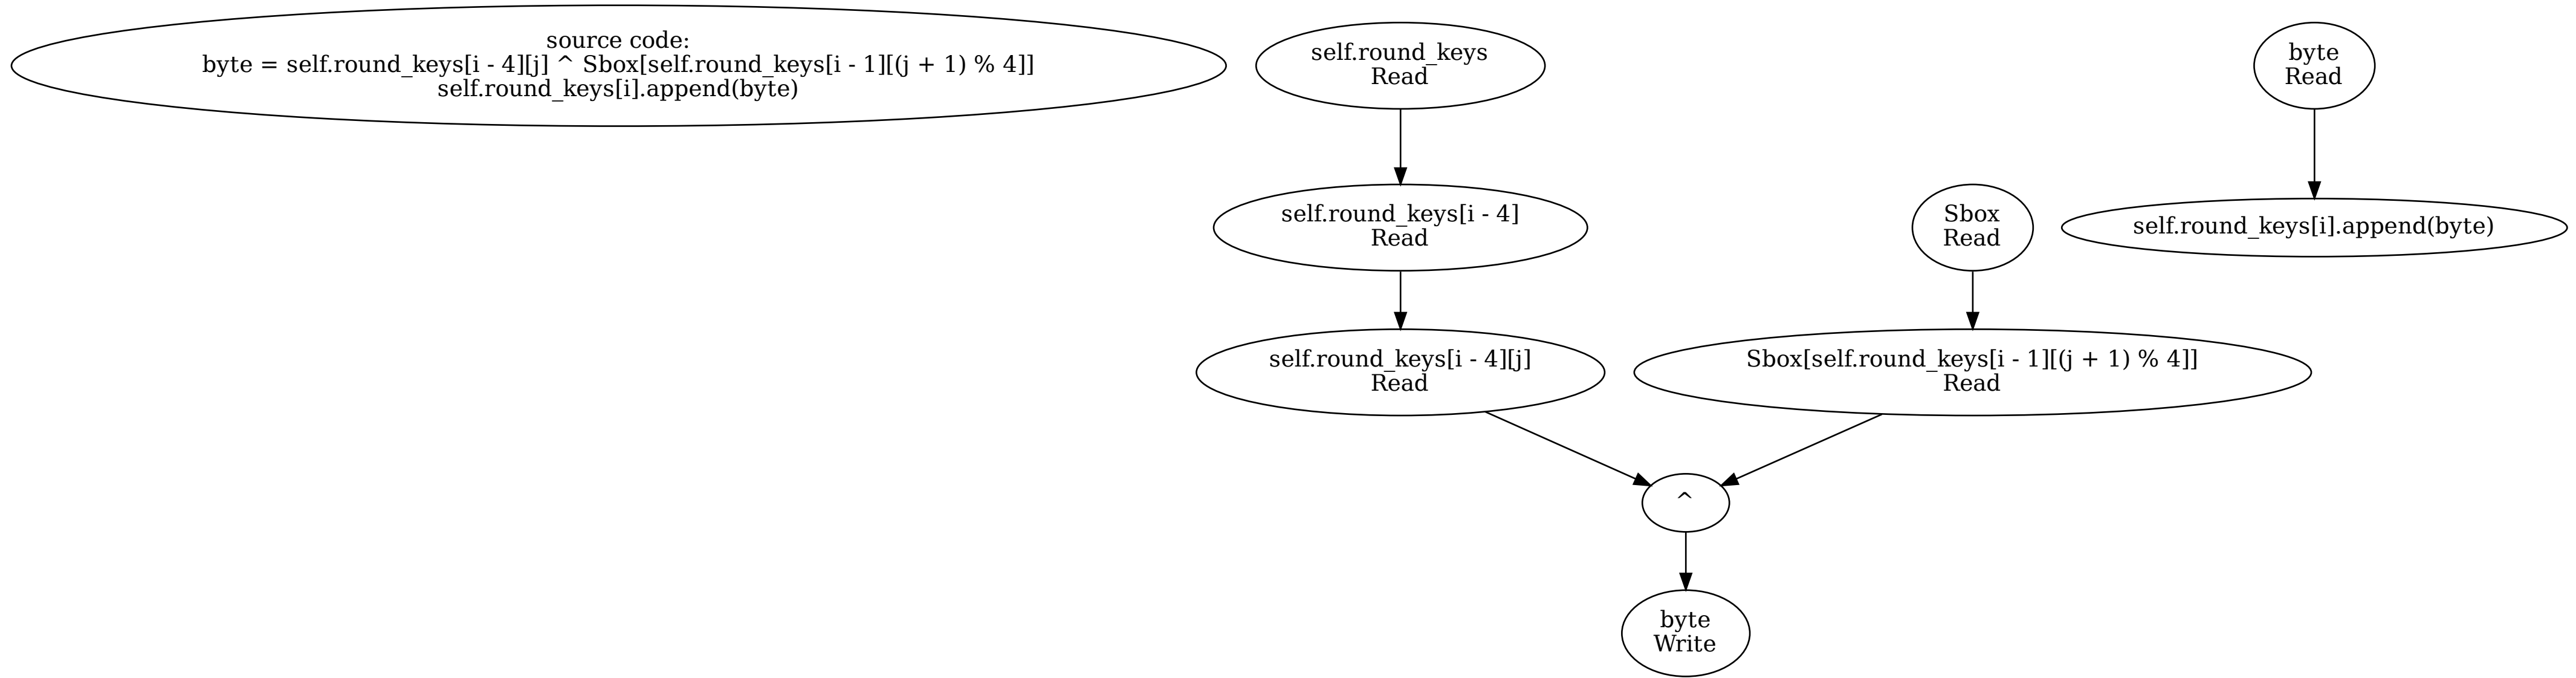 source code:
byte = self.round_keys[i - 4][j] ^ Sbox[self.round_keys[i - 1][(j + 1) % 4]]
self.round_keys[i].append(byte)
self.round_keys
Read
byte
Read
self.round_keys[i - 4]
Read
Sbox
Read
self.round_keys[i].append(byte)
self.round_keys[i - 4][j]
Read
Sbox[self.round_keys[i - 1][(j + 1) % 4]]
Read
^
byte
Write